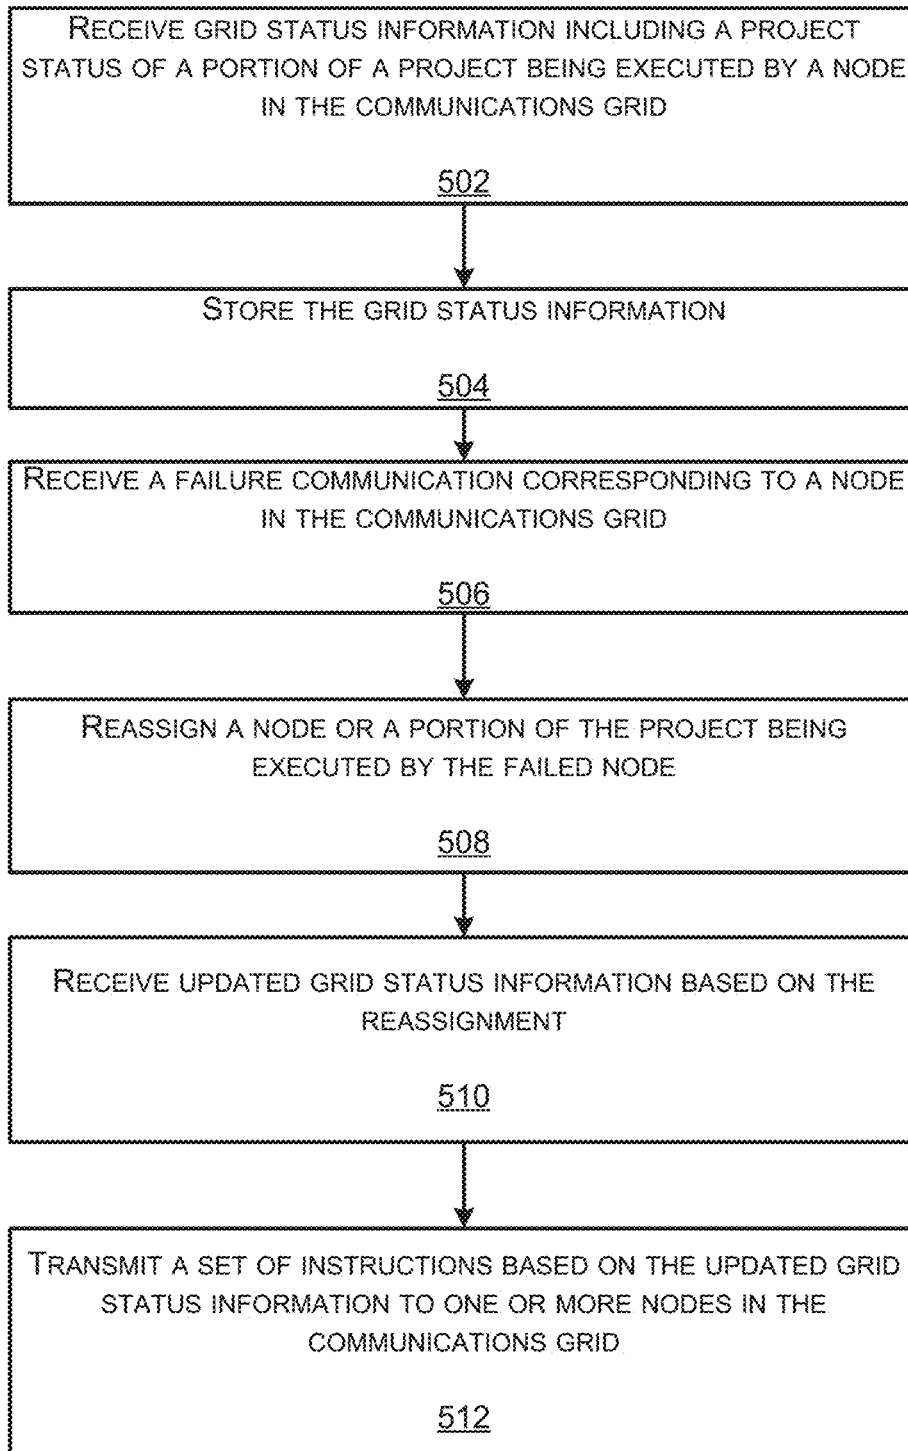 RECEIVE GRID STATUS INFORMATION INCLUDING A PROJECT
STATUS OF A PORTION OF A PROJECT BEING EXECUTED BY A NODE
IN THE COMMUNICATIONS GRID
502
STORE THE GRID STATUS INFORMATION
504
RECEIVE A FAILURE COMMUNICATION CORRESPONDING TO A NODE
IN THE COMMUNICATIONS GRID
506
REASSIGN A NODE OR A PORTION OF THE PROJECT BEING
EXECUTED BY THE FAILED NODE
508
RECEIVE UPDATED GRID STATUS INFORMATION BASED ON THE
REASSIGNMENT
510
TRANSMIT A SET OF INSTRUCTIONS BASED ON THE UPDATED GRID
STATUS INFORMATION TO ONE OR MORE NODES IN THE
COMMUNICATIONS GRID
512